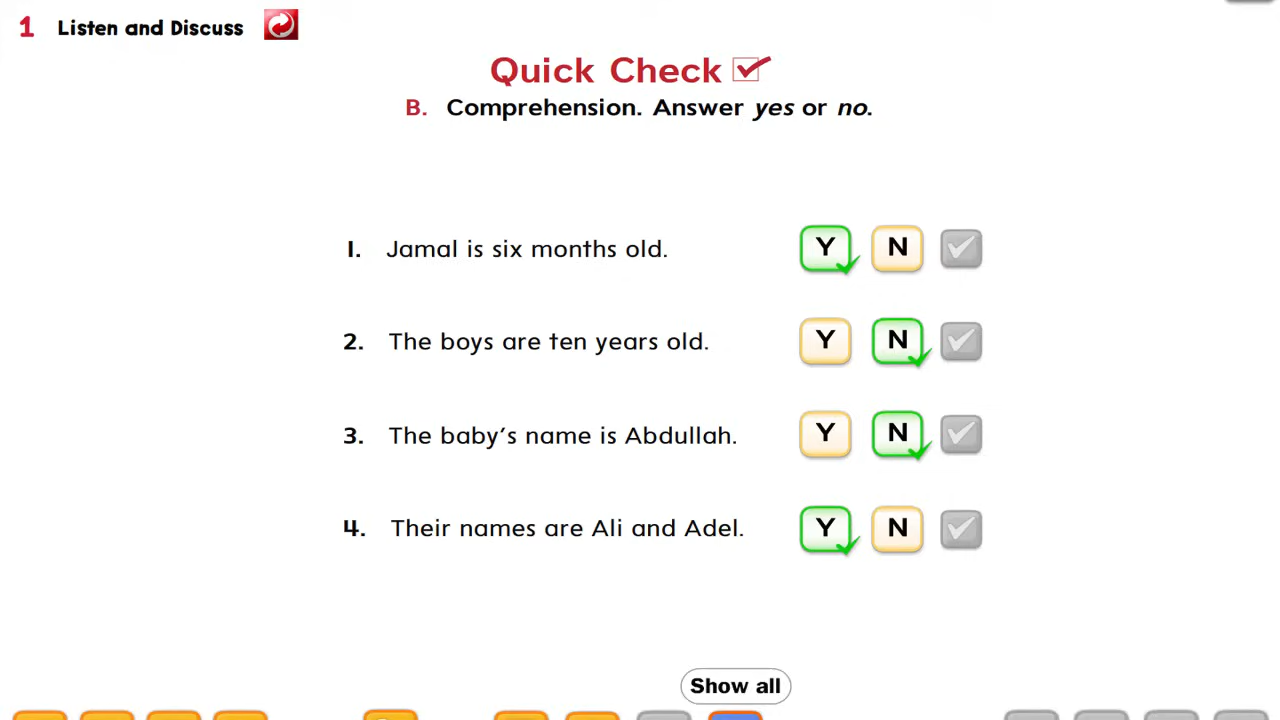 1 Listen and Discuss
Quick Check
B. Comprehension. Answer yes or no.
1. Jamal is six months old. Y N
2. The boys are ten years old. Y N
3. The baby's name is Abdullah. Y N
4. Their names are Ali and Adel. Y N
Show all